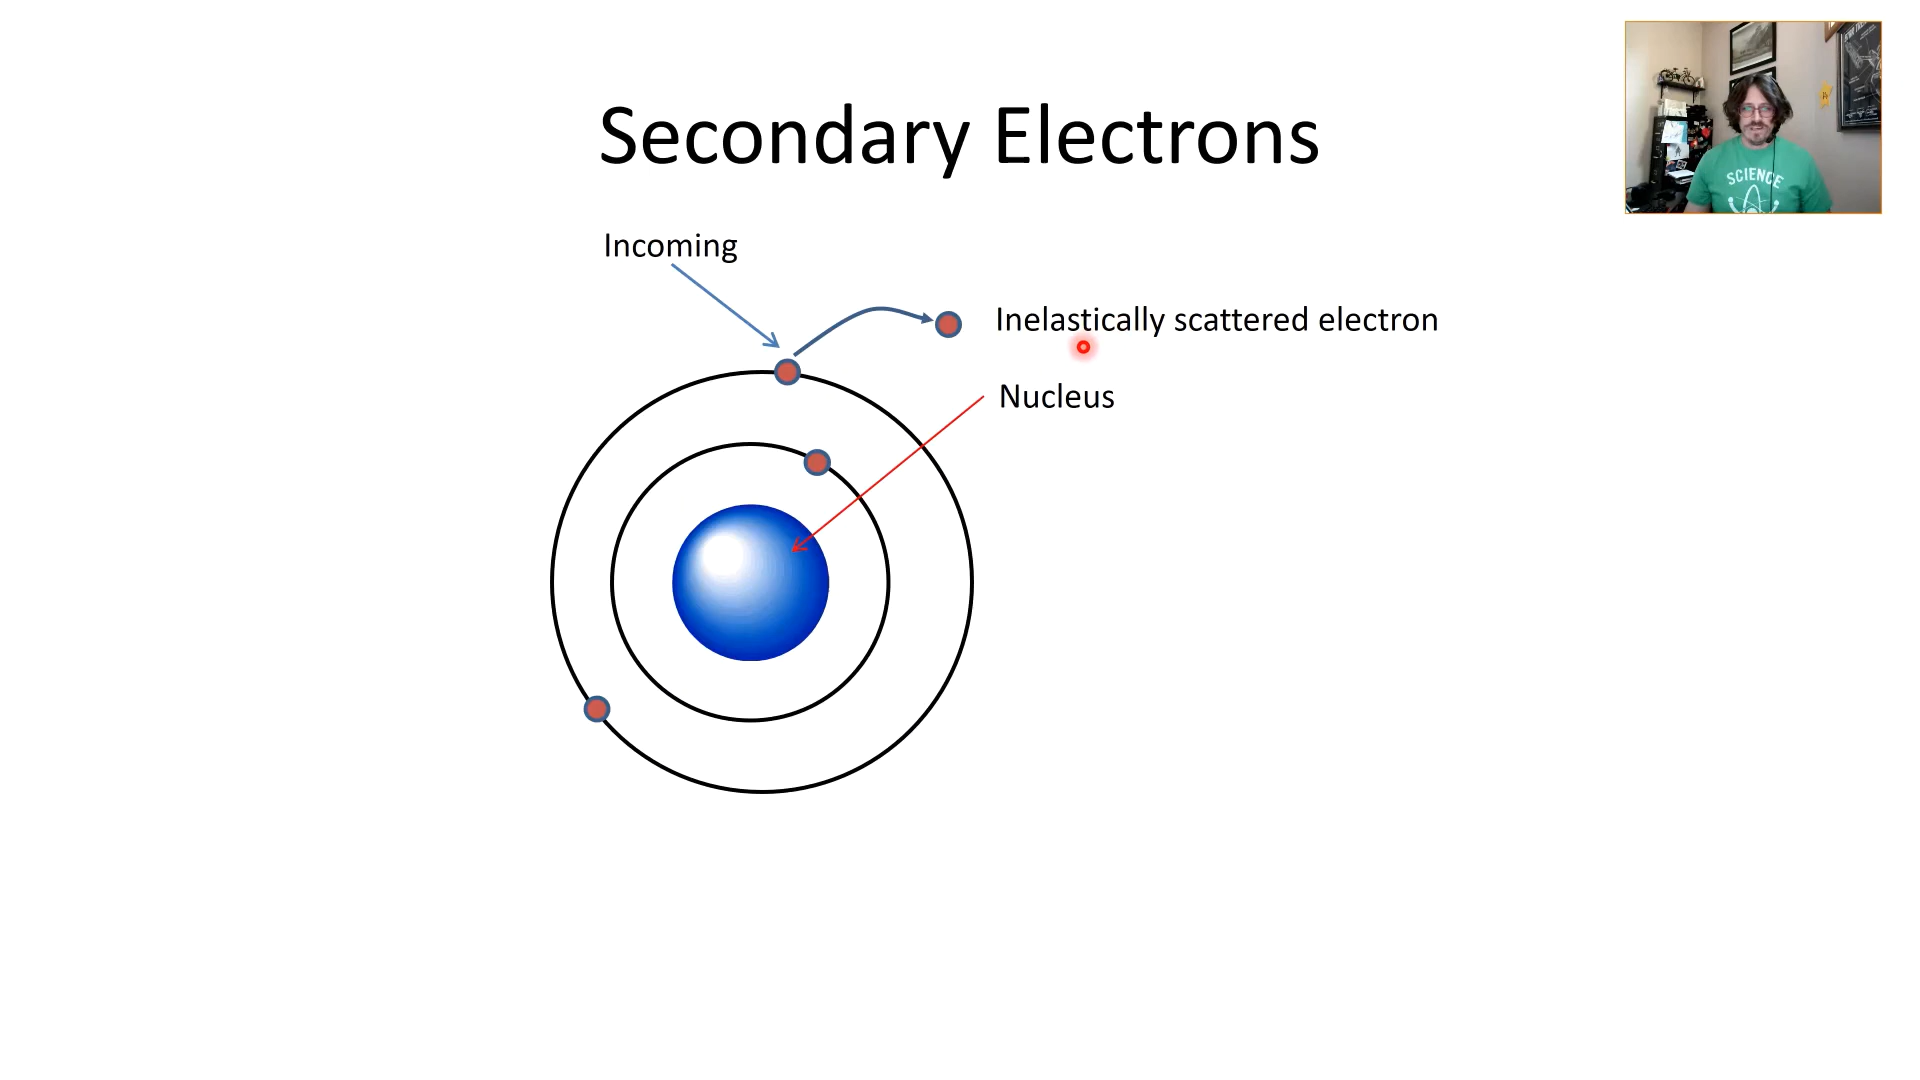 Secondary Electrons
SCIENCE
Incoming
Inelastically scattered electron
Nucleus